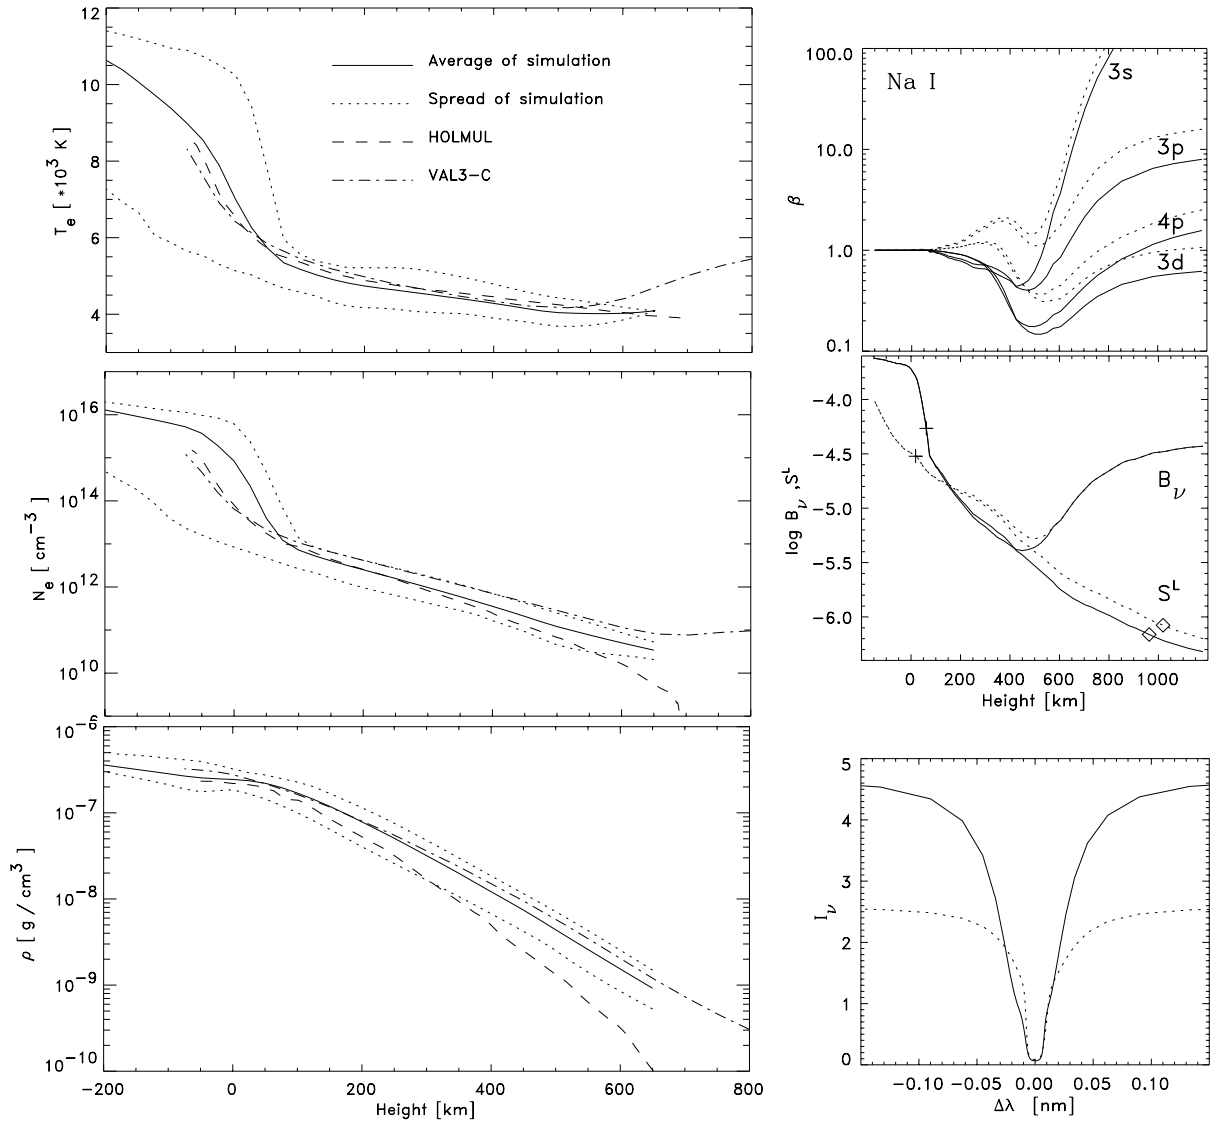 12
10
8
6
4
T_e [ *10^3 K ]
Average of simulation
Spread of simulation
HOLMUL
VAL3-C
10^16
10^14
10^12
10^10
N_e [ cm^-3 ]
10^-6
10^-7
10^-8
10^-9
10^-10
ρ [ g / cm^3 ]
-200 0 200 400 600 800
Height [km]
100.0
10.0
1.0
0.1
β
Na I
3s
3p
4p
3d
-4.0
-4.5
-5.0
-5.5
-6.0
log B_ν ,S^L
B_ν
S^L
0 200 400 600 800 1000
Height [km]
5
4
3
2
1
0
I_ν
-0.10 -0.05 0.00 0.05 0.10
Δλ [nm]